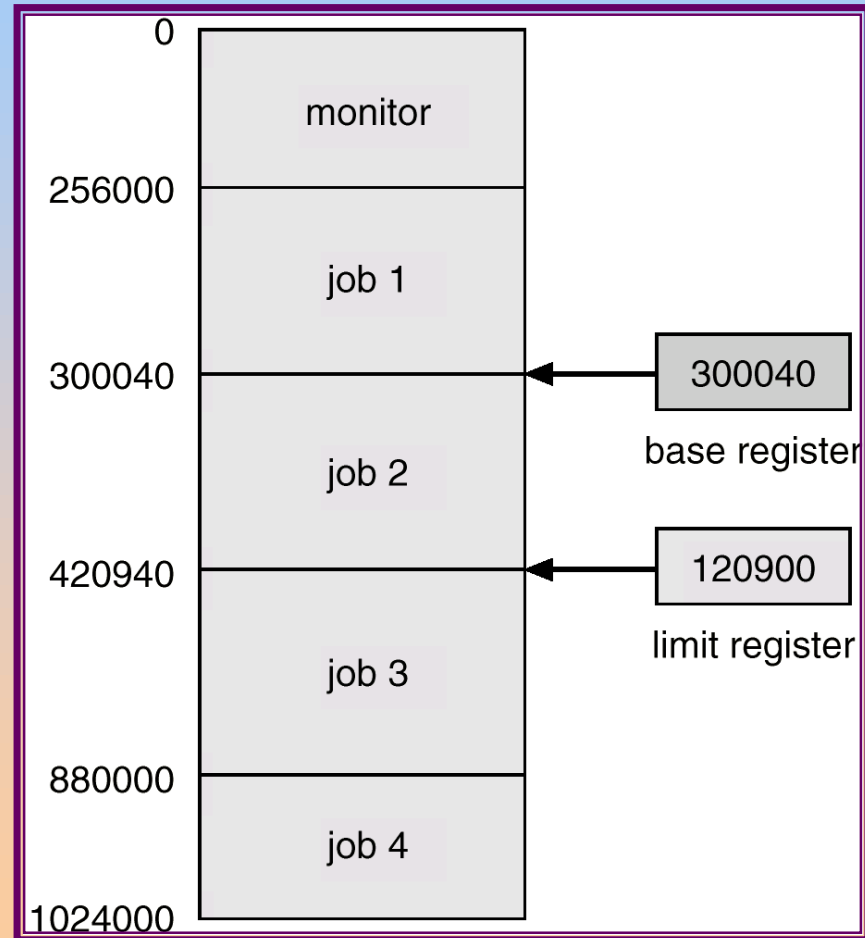 0
monitor
256000
job 1
300040
300040
base register
job 2
120900
420940
limit register
job 3
880000
job 4
1024000